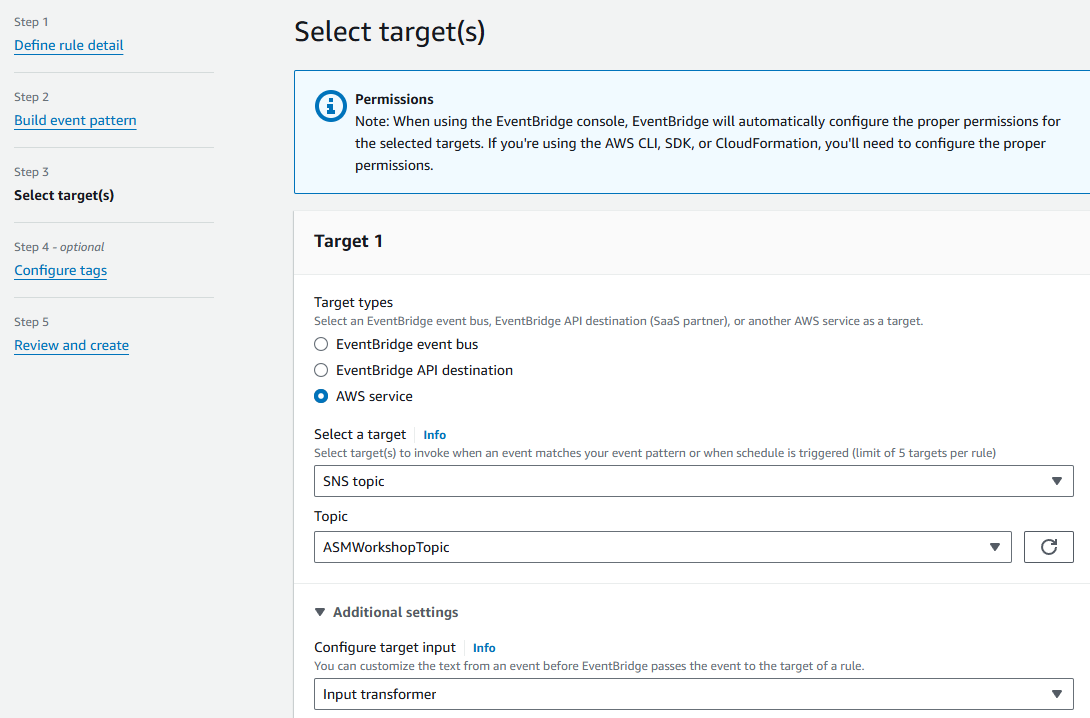 Step 1
Define rule detail
Step 2
Build event pattern
Step 3
Select target(s)
Step 4 - optional
Configure tags
Step 5
Review and create
Select target(s)
Permissions
Note: When using the EventBridge console, EventBridge will automatically configure the proper permissions for
the selected targets. If you're using the AWS CLI, SDK, or CloudFormation, you'll need to configure the proper
permissions.
Target 1
Target types
Select an EventBridge event bus, EventBridge API destination (SaaS partner), or another AWS service as a target.
EventBridge event bus
EventBridge API destination
AWS service
Select a target Info
Select target(s) to invoke when an event matches your event pattern or when schedule is triggered (limit of 5 targets per rule)
SNS topic
Topic
ASMWorkshopTopic
Additional settings
Configure target input Info
You can customize the text from an event before EventBridge passes the event to the target of a rule.
Input transformer